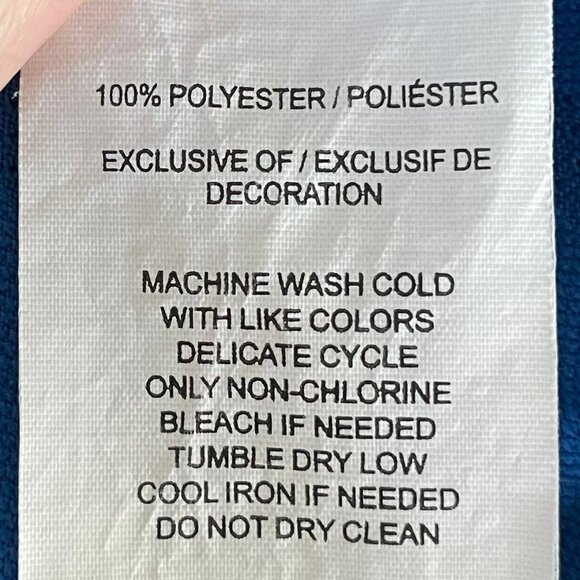 100% POLYESTER / POLIÉSTER
EXCLUSIVE OF / EXCLUSIF DE
DECORATION
MACHINE WASH COLD
WITH LIKE COLORS
DELICATE CYCLE
ONLY NON-CHLORINE
BLEACH IF NEEDED
TUMBLE DRY LOW
COOL IRON IF NEEDED
DO NOT DRY CLEAN